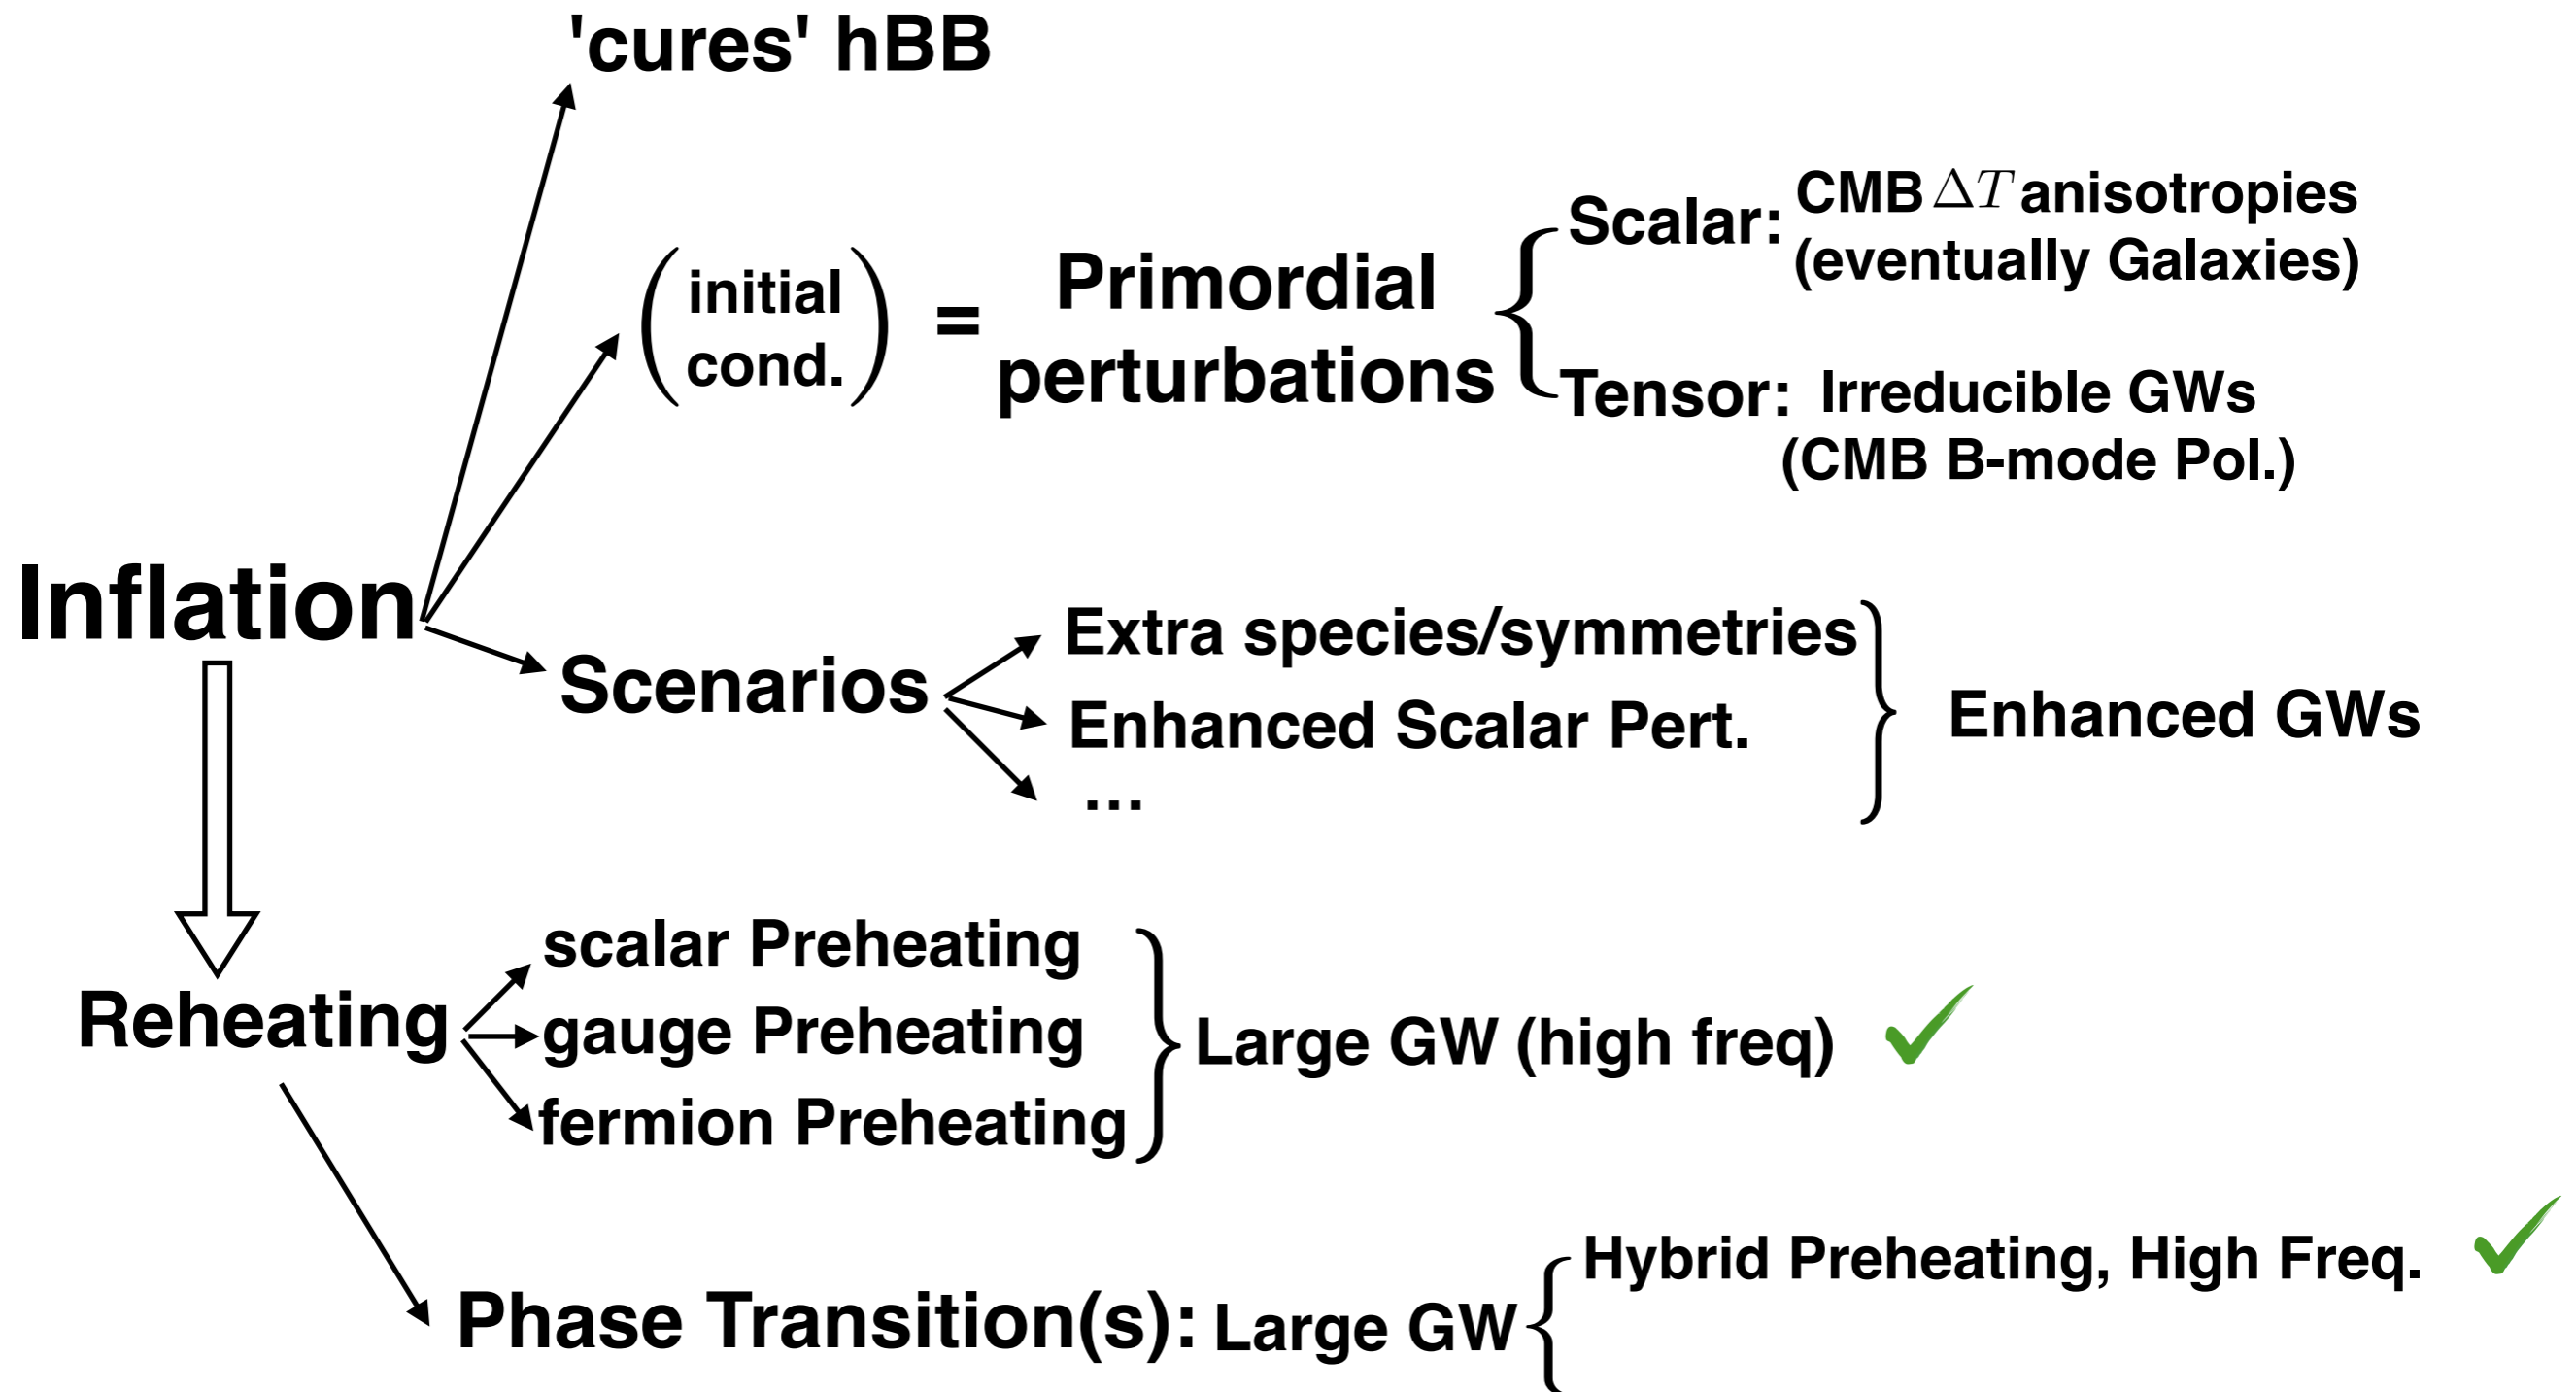 'cures' hBB
initial
cond.
=
Primordial
perturbations
Scalar:
CMB ΔT anisotropies
(eventually Galaxies)
Tensor: Irreducible GWs
(CMB B-mode Pol.)
Inflation
Scenarios
Extra species/symmetries
Enhanced Scalar Pert.
...
Enhanced GWs
Reheating
scalar Preheating
gauge Preheating
fermion Preheating
Large GW (high freq)
Phase Transition(s): Large GW
Hybrid Preheating, High Freq.